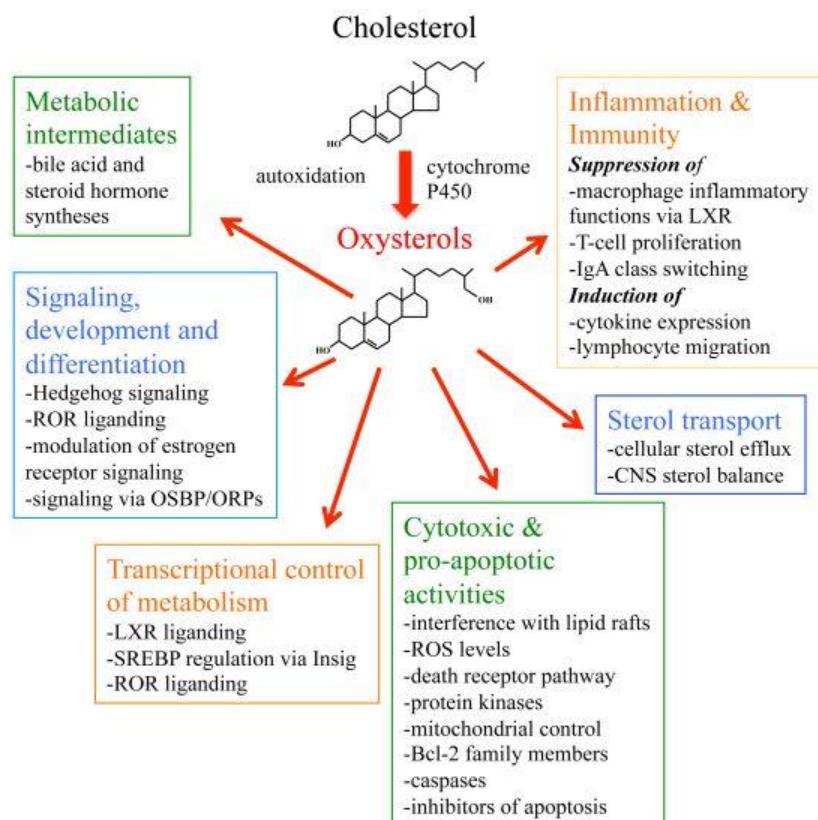 Cholesterol
HO
autoxidation
cytochrome
P450
Oxysterols
OH
HO
Metabolic
intermediates
-bile acid and
steroid hormone
syntheses
Inflammation &
Immunity
Suppression of
-macrophage inflammatory
functions via LXR
-T-cell proliferation
-IgA class switching
Induction of
-cytokine expression
-lymphocyte migration
Signaling,
development and
differentiation
-Hedgehog signaling
-ROR liganding
-modulation of estrogen
receptor signaling
-signaling via OSBP/ORPs
Sterol transport
-cellular sterol efflux
-CNS sterol balance
Transcriptional control
of metabolism
-LXR liganding
-SREBP regulation via Insig
-ROR liganding
Cytotoxic &
pro-apoptotic
activities
-interference with lipid rafts
-ROS levels
-death receptor pathway
-protein kinases
-mitochondrial control
-Bcl-2 family members
-caspases
-inhibitors of apoptosis